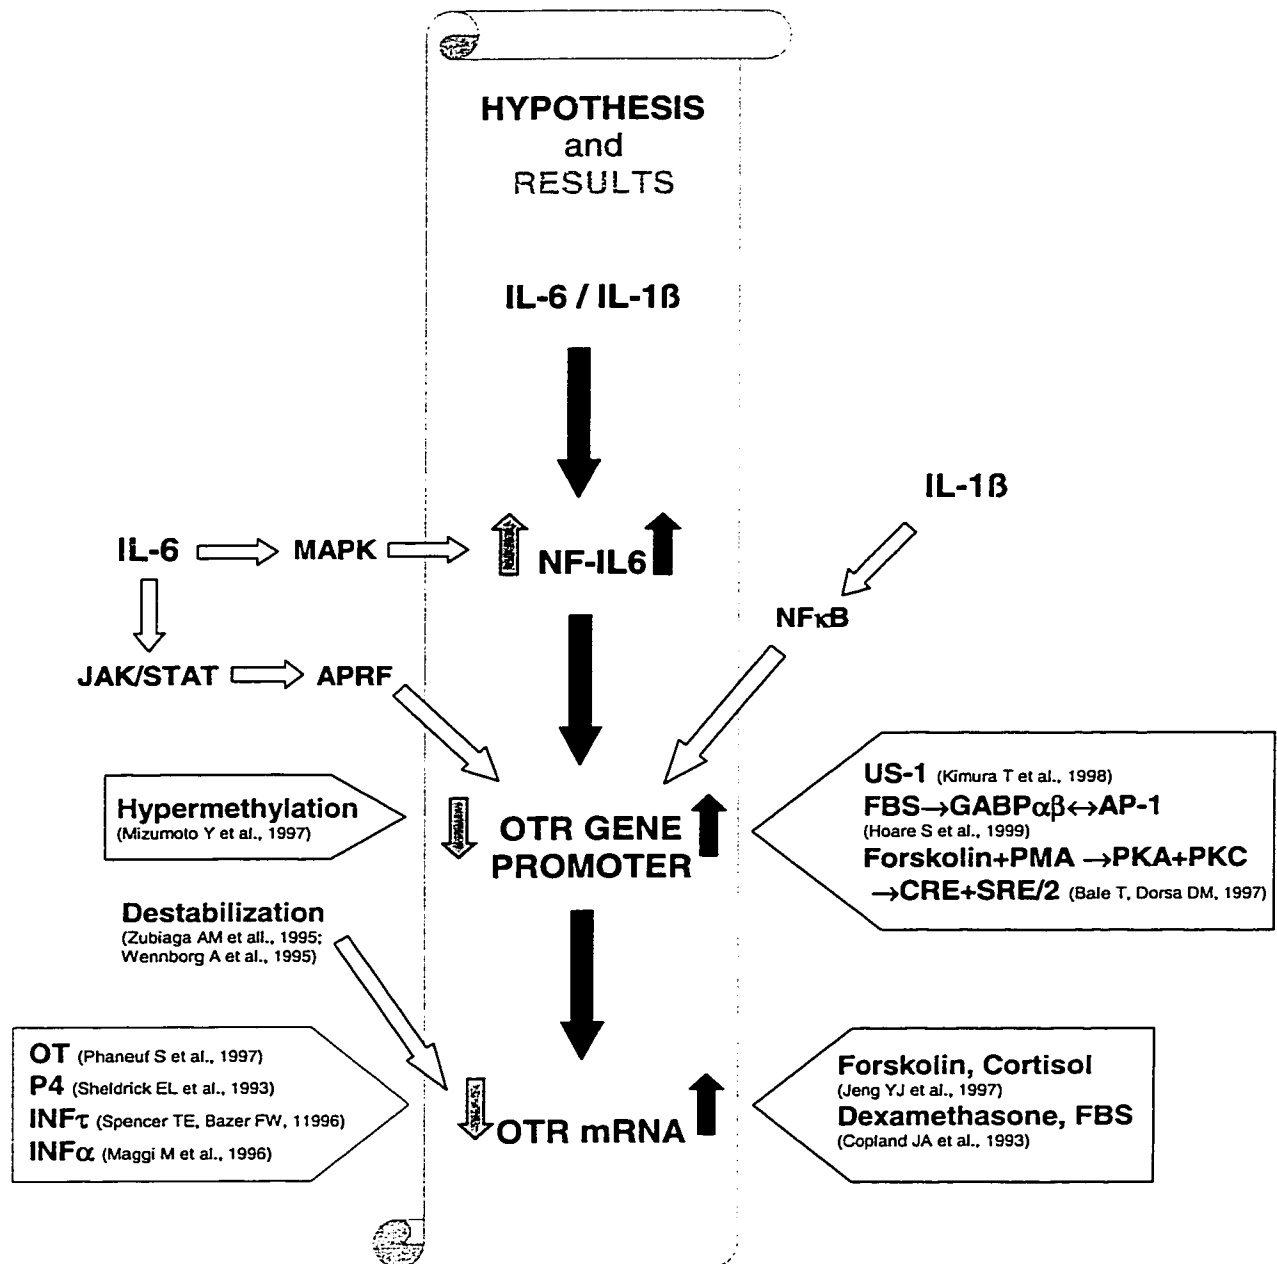 HYPOTHESIS
and
RESULTS
IL-6 / IL-1ß
IL-1ß
IL-6
MAPK
NF-IL6
NFκB
JAK/STAT
APRF
Hypermethylation
(Mizumoto Y et al., 1997)
OTR GENE
PROMOTER
US-1 (Kimura T et al., 1998)
FBS→GABPαβ↔AP-1
(Hoare S et al., 1999)
Forskolin+PMA →PKA+PKC
→CRE+SRE/2 (Bale T, Dorsa DM, 1997)
Destabilization
(Zubiaga AM et all., 1995;
Wennborg A et al., 1995)
OT (Phaneuf S et al., 1997)
P4 (Sheldrick EL et al., 1993)
INFτ (Spencer TE, Bazer FW, 11996)
INFα (Maggi M et al., 1996)
OTR mRNA
Forskolin, Cortisol
(Jeng YJ et al., 1997)
Dexamethasone, FBS
(Copland JA et al., 1993)